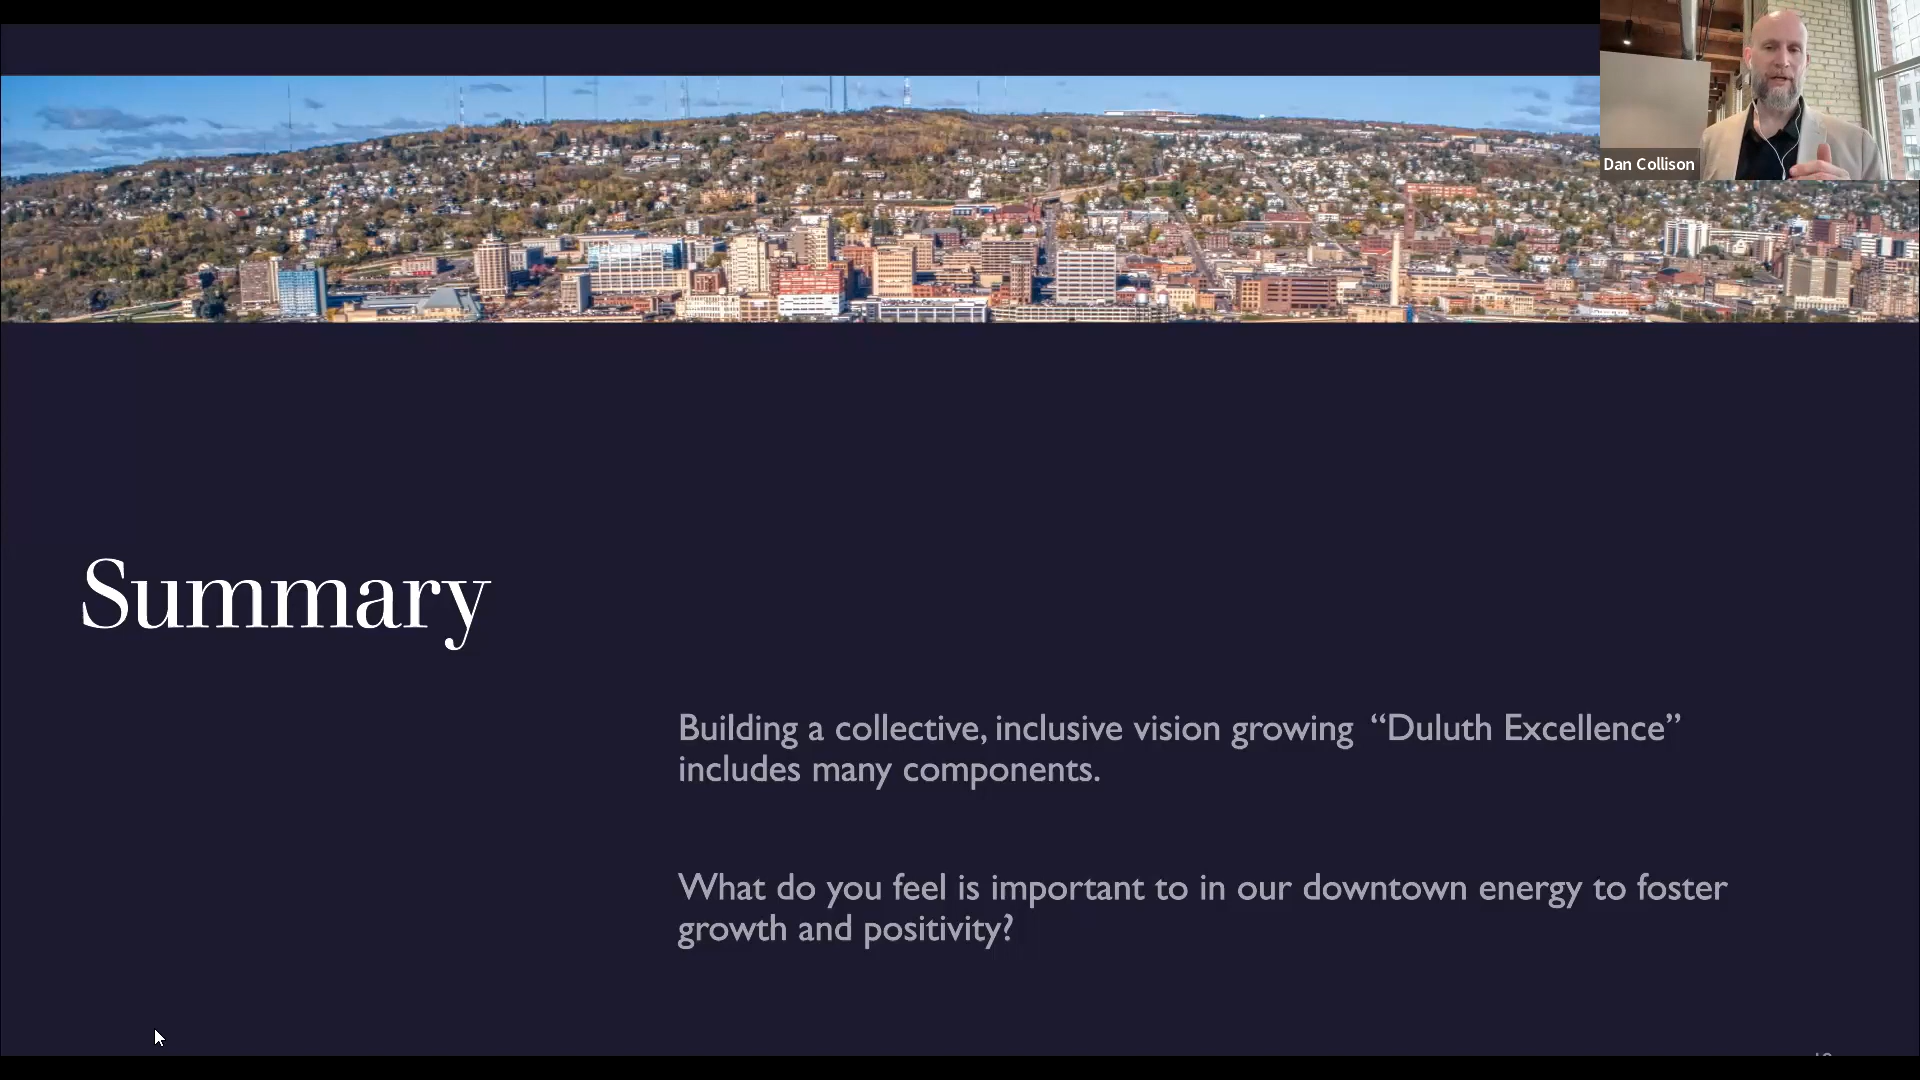 Dan Collison
Summary
Building a collective, inclusive vision growing “Duluth Excellence”
includes many components.
What do you feel is important to in our downtown energy to foster
growth and positivity?